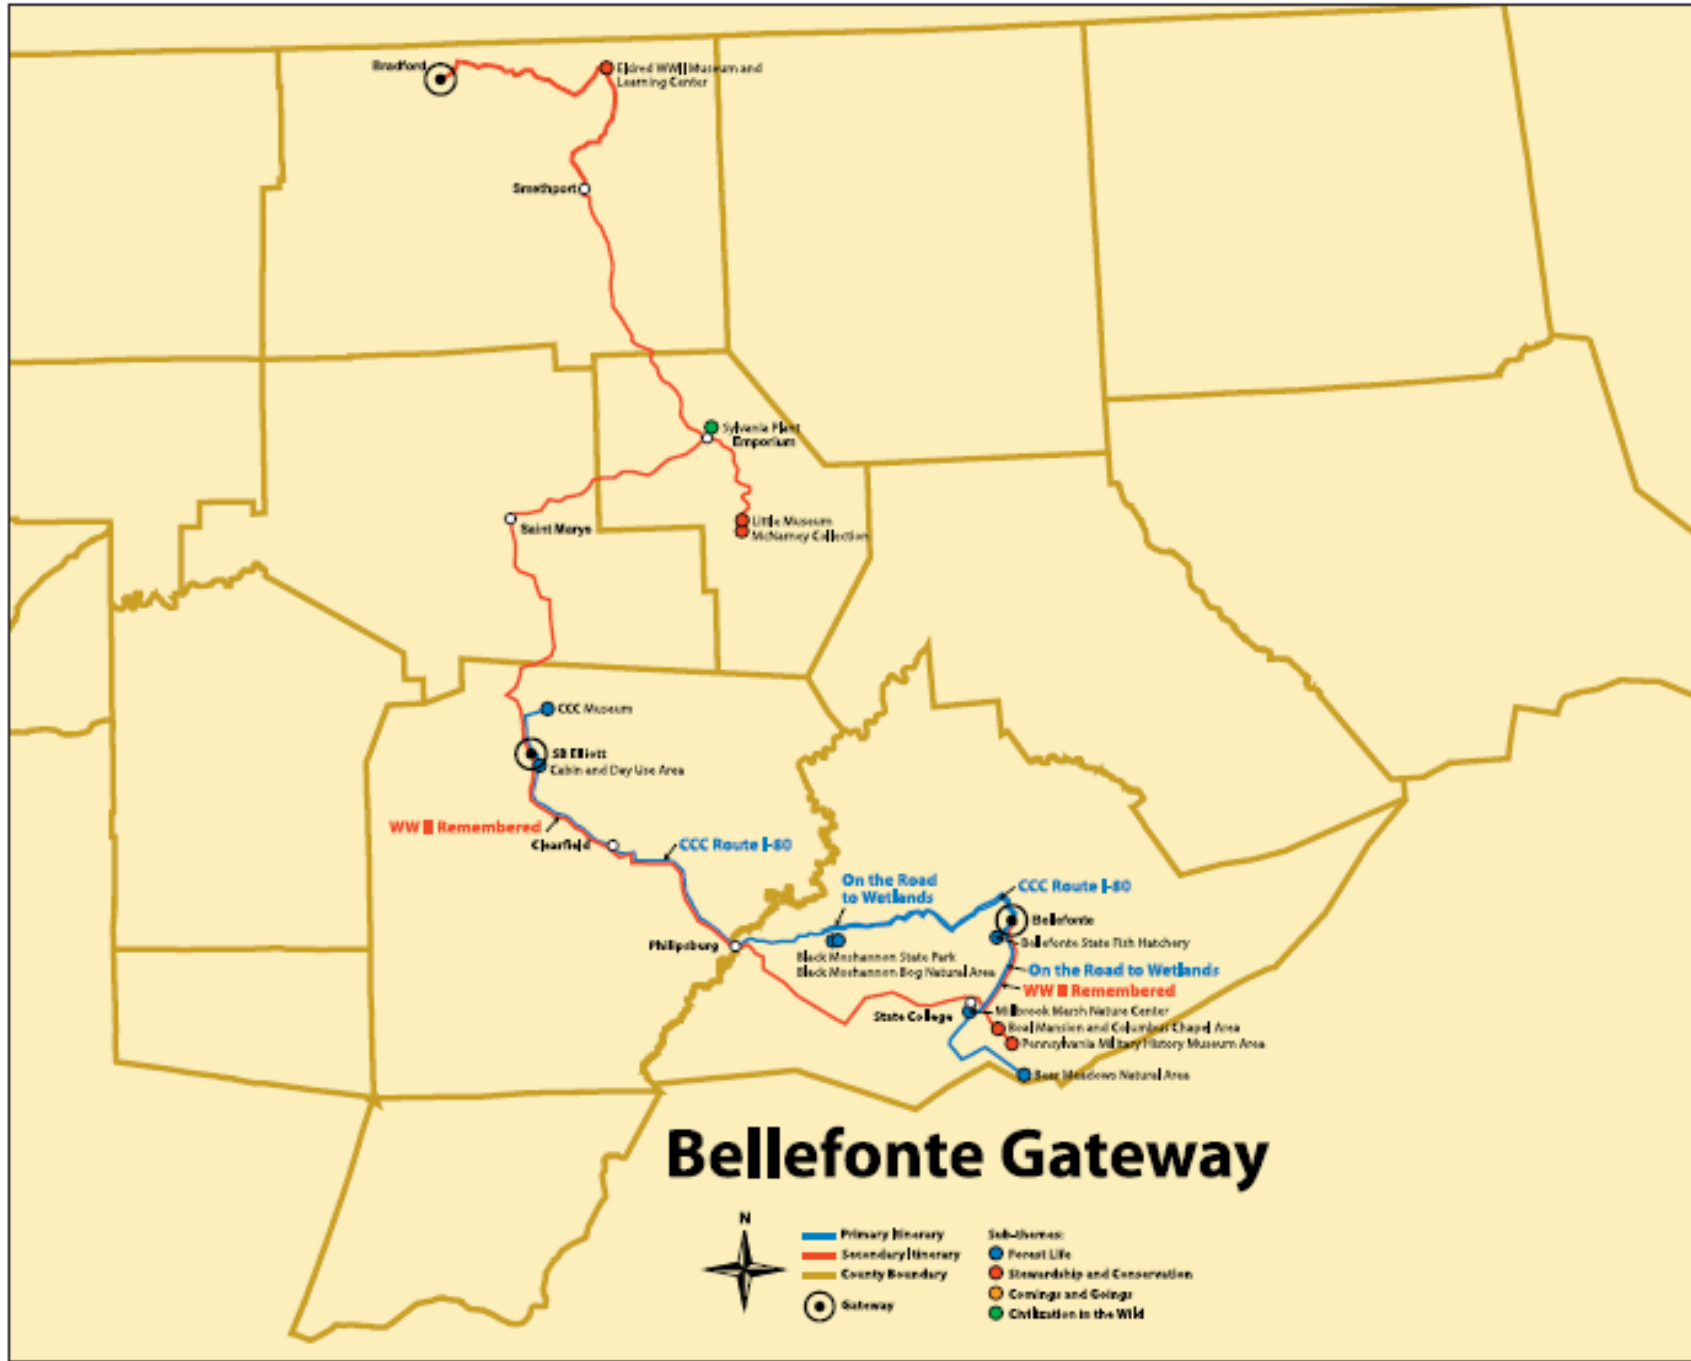 Bradford
Eldred WWII Museum and
Learning Center
Smethport
Sylvania Plant
Emporium
Saint Marys
Little Museum
McNarney Collection
CCC Museum
SB Elliott
Cabin and Day Use Area
WW II Remembered
Clearfield
CCC Route I-80
On the Road
to Wetlands
CCC Route I-80
Bellefonte
Philipsburg
Bellefonte State Fish Hatchery
Black Moshannon State Park
Black Moshannon Bog Natural Area
On the Road to Wetlands
WW II Remembered
State College
Millbrook Marsh Nature Center
Boal Mansion and Columbus Chapel Area
Pennsylvania Military History Museum Area
Bear Meadows Natural Area
Bellefonte Gateway
N
Primary Itinerary
Secondary Itinerary
County Boundary
Gateway
Sub-themes:
Forest Life
Stewardship and Conservation
Comings and Goings
Civilization in the Wild